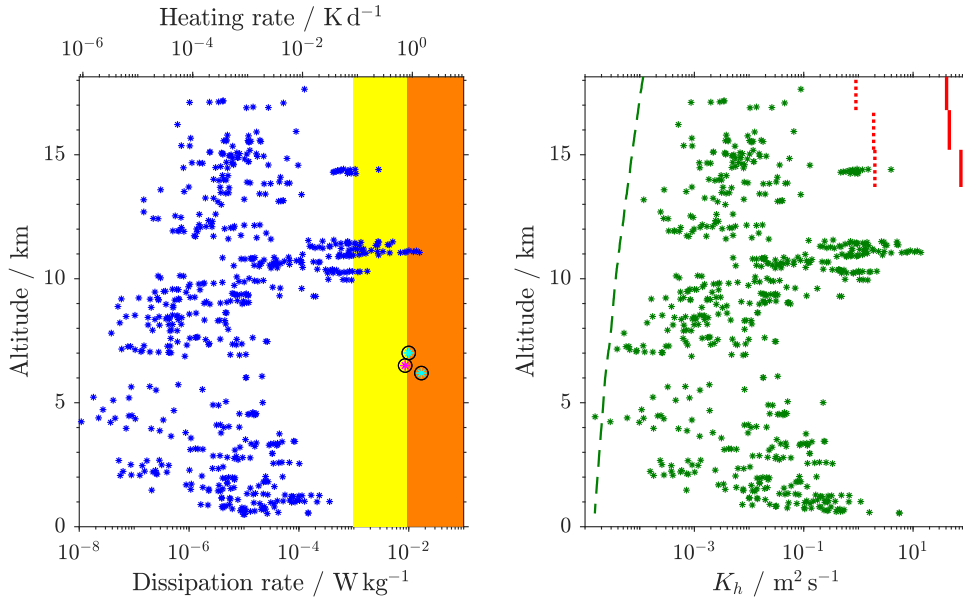 Heating rate / K d⁻¹
10⁻⁶ 10⁻⁴ 10⁻² 10⁰
Altitude / km
15
10
5
0
10⁻⁸ 10⁻⁶ 10⁻⁴ 10⁻²
Dissipation rate / W kg⁻¹
Altitude / km
15
10
5
0
10⁻³ 10⁻¹ 10¹
K_h / m² s⁻¹